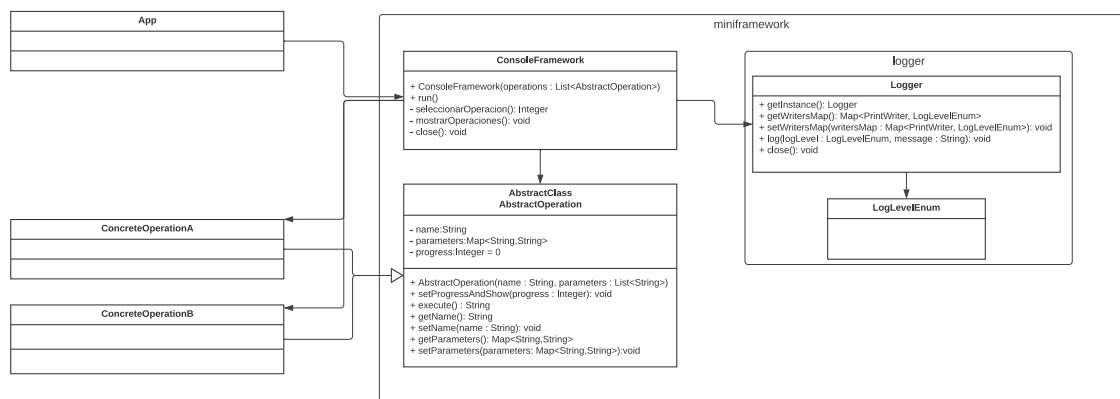 miniframework
App
ConsoleFramework
+ ConsoleFramework(operations : List<AbstractOperation>)
+ run()
- seleccionarOperacion(): Integer
- mostrarOperaciones(): void
- close(): void
logger
Logger
+ getInstance(): Logger
+ getWritersMap(): Map<PrintWriter, LogLevelEnum>
+ setWritersMap(writersMap : Map<PrintWriter, LogLevelEnum>): void
+ log(logLevel : LogLevelEnum, message : String): void
+ close(): void
LogLevelEnum
AbstractClass
AbstractOperation
- name:String
- parameters:Map<String,String>
- progress:Integer = 0
+ AbstractOperation(name : String, parameters : List<String>)
+ setProgressAndShow(progress : Integer): void
+ execute() : String
+ getName(): String
+ setName(name : String): void
+ getParameters(): Map<String,String>
+ setParameters(parameters: Map<String,String>):void
ConcreteOperationA
ConcreteOperationB